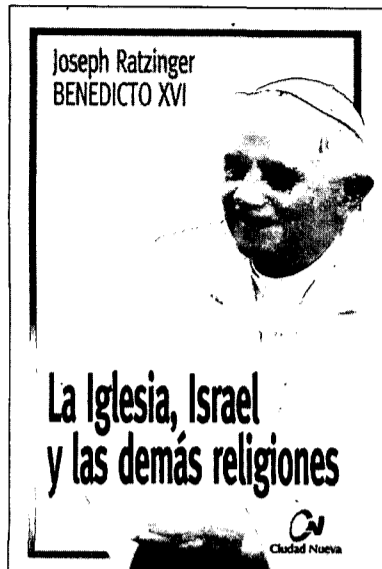 Joseph Ratzinger
BENEDICTO XVI
La Iglesia, Israel
y las demás religiones
Ciudad Nueva